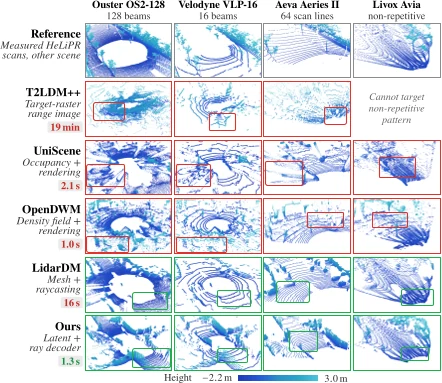 Ouster OS2-128 Velodyne VLP-16 Aeva Aeries II Livox Avia
128 beams 16 beams 64 scan lines non-repetitive
Reference
Measured HeLiPR
scans, other scene
T2LDM++
Target-raster
range image
19 min
Cannot target
non-repetitive
pattern
UniScene
Occupancy +
rendering
2.1 s
OpenDWM
Density field +
rendering
1.0 s
LidarDM
Mesh +
raycasting
16 s
Ours
Latent +
ray decoder
1.3 s
Height −2.2 m 3.0 m